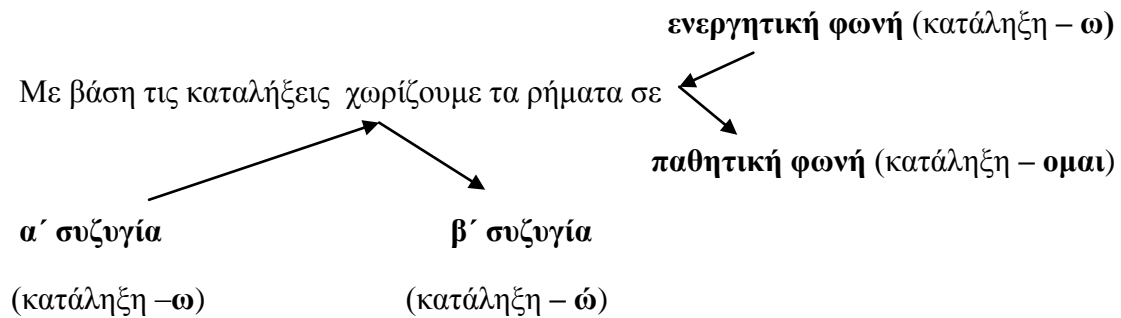 ενεργητική φωνή (κατάληξη – ω)
Με βάση τις καταλήξεις χωρίζουμε τα ρήματα σε
παθητική φωνή (κατάληξη – ομαι)
α΄ συζυγία β΄ συζυγία
(κατάληξη –ω) (κατάληξη – ώ)